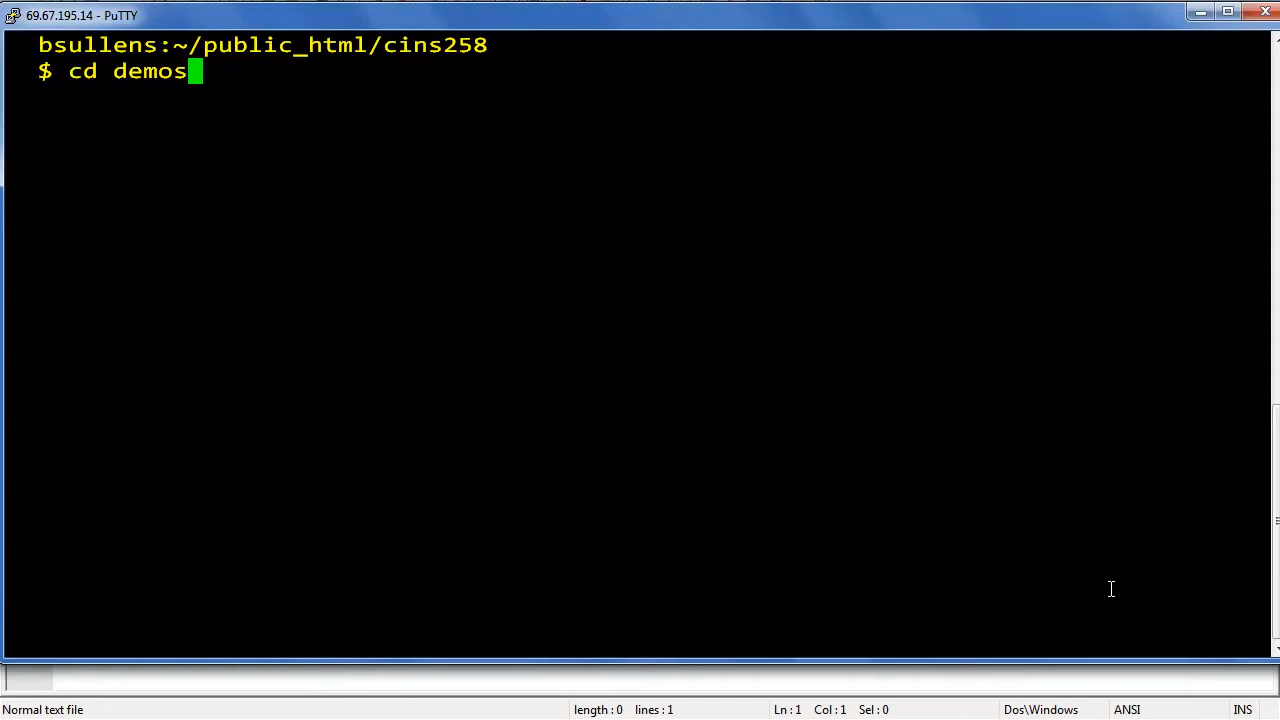 69.67.195.14 - PuTTY
bsullens:~/public_html/cins258
$ cd demos
Normal text file length : 0 lines : 1 Ln : 1 Col : 1 Sel : 0 Dos\Windows ANSI INS